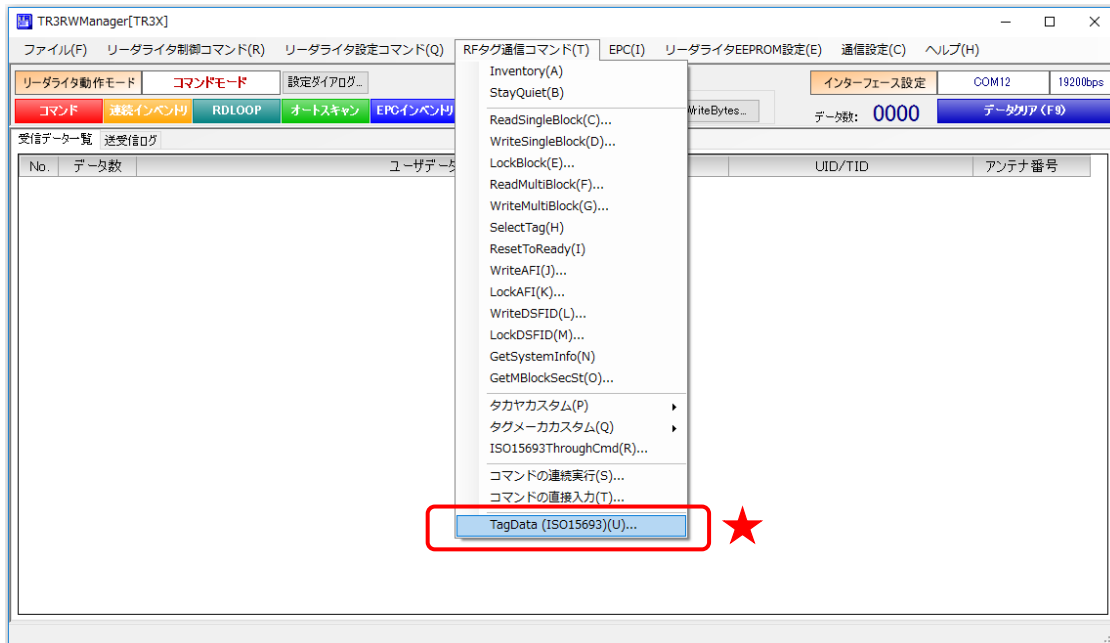 TR3RWManager[TR3X]
ファイル(F) リーダライタ制御コマンド(R) リーダライタ設定コマンド(Q) RFタグ通信コマンド(T) EPC(I) リーダライタEEPROM設定(E) 通信設定(C) ヘルプ(H)
リーダライタ動作モード コマンドモード 設定ダイアログ... インターフェース設定 COM12 19200bps
コマンド 連続インベントリ RDLOOP オートスキャン EPCインベントリ WriteBytes... データ数: 0000 データクリア(F9)
受信データ一覧 送受信ログ
No. データ数 ユーザデータ UID/TID アンテナ番号
Inventory(A)
StayQuiet(B)
ReadSingleBlock(C)...
WriteSingleBlock(D)...
LockBlock(E)...
ReadMultiBlock(F)...
WriteMultiBlock(G)...
SelectTag(H)
ResetToReady(I)
WriteAFI(J)...
LockAFI(K)...
WriteDSFID(L)...
LockDSFID(M)...
GetSystemInfo(N)
GetMBlockSecSt(O)...
タカヤカスタム(P)
タグメーカカスタム(Q)
ISO15693ThroughCmd(R)...
コマンドの連続実行(S)...
コマンドの直接入力(T)...
TagData (ISO15693)(U)...